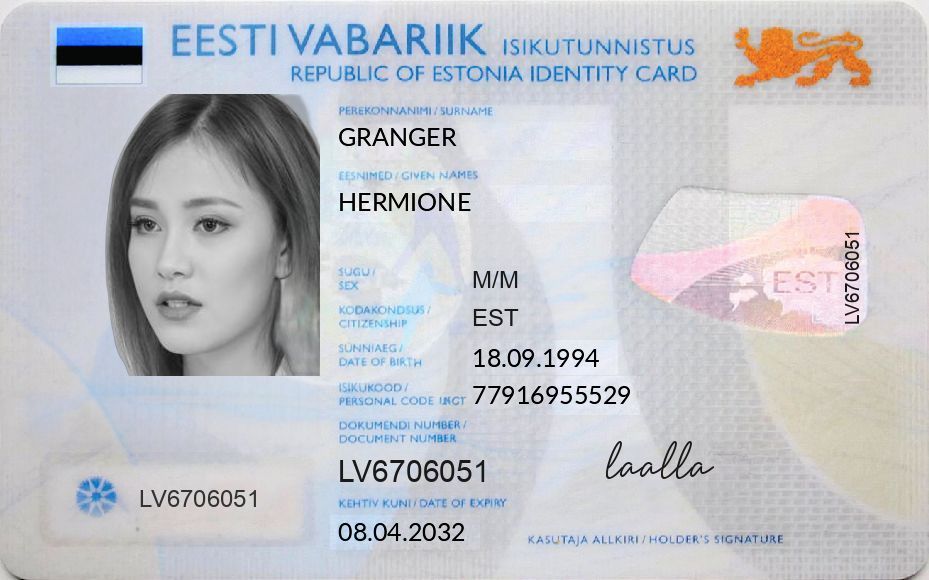 EESTI VABARIIK ISIKUTUNNISTUS
REPUBLIC OF ESTONIA IDENTITY CARD
PEREKONNANIMI / SURNAME
GRANGER
EESNIMED / GIVEN NAMES
HERMIONE
SUGU /
SEX
M/M
KODAKONDSUS /
CITIZENSHIP
EST
SÜNNIAEG /
DATE OF BIRTH
18.09.1994
ISIKUKOOD /
PERSONAL CODE
77916955529
DOKUMENDI NUMBER /
DOCUMENT NUMBER
LV6706051
KEHTIV KUNI / DATE OF EXPIRY
08.04.2032
LV6706051
EST
LV6706051
laalla
KASUTAJA ALLKIRI / HOLDER'S SIGNATURE